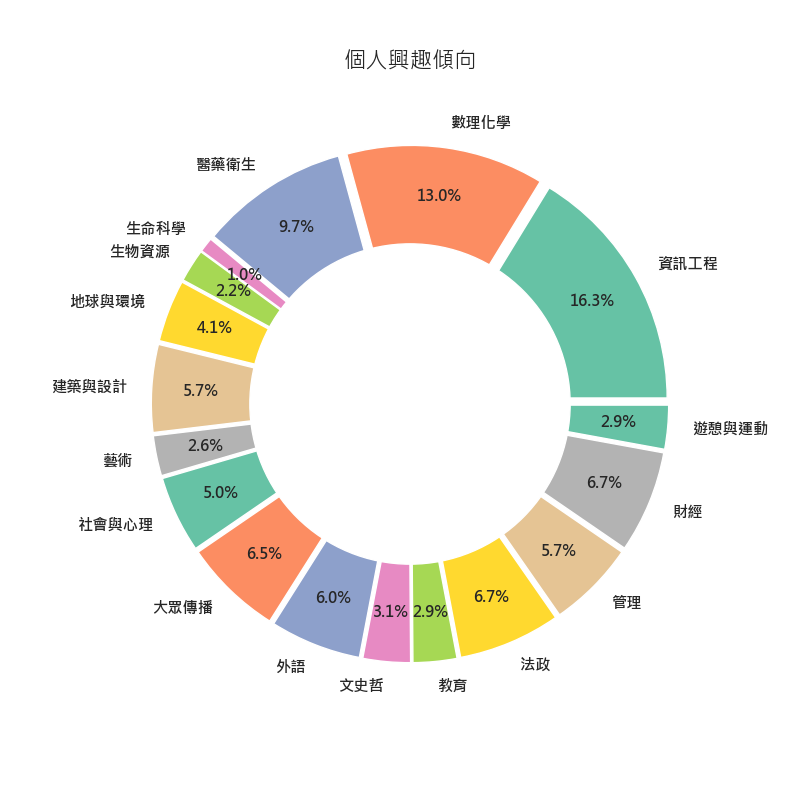 個人興趣傾向
數理化學
13.0%
醫藥衛生
9.7%
資訊工程
16.3%
生命科學
1.0%
生物資源
2.2%
地球與環境
4.1%
建築與設計
5.7%
藝術
2.6%
社會與心理
5.0%
大眾傳播
6.5%
外語
6.0%
文史哲
3.1%
教育
2.9%
法政
6.7%
管理
5.7%
財經
6.7%
遊憩與運動
2.9%